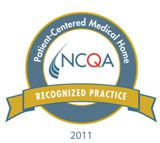 Patient-Centered Medical Home
NCQA
RECOGNIZED PRACTICE
2011